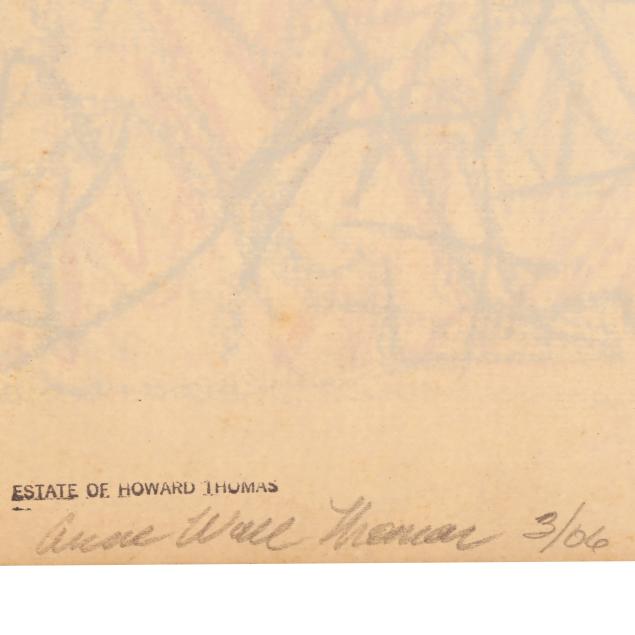 ESTATE OF HOWARD THOMAS
Anne Wall Thomas 3/06